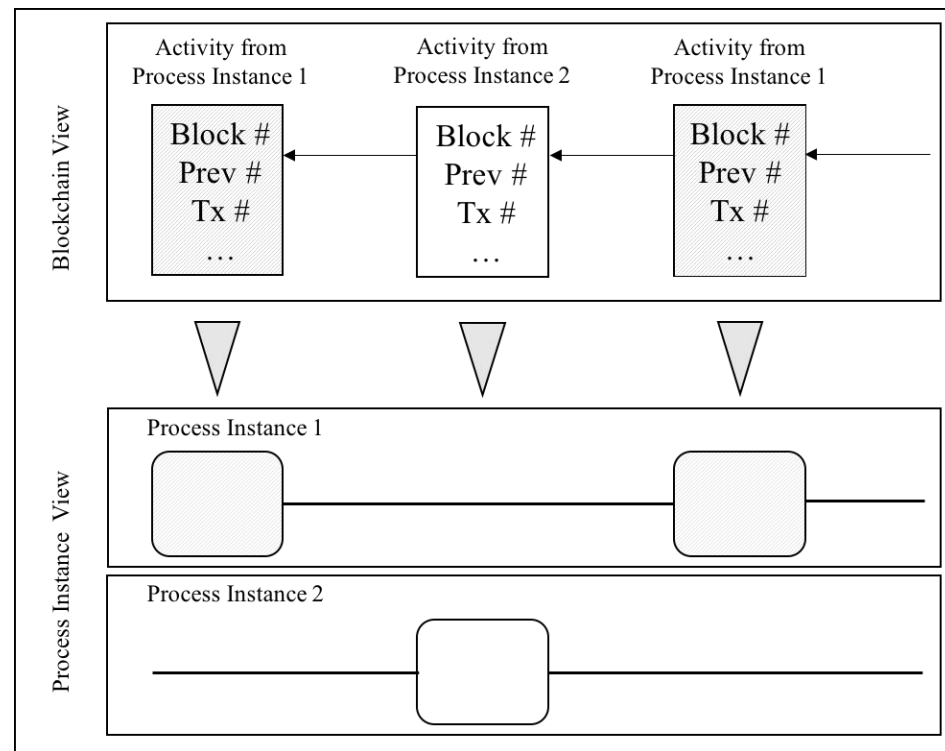 Blockchain View
Activity from
Process Instance 1
Activity from
Process Instance 2
Activity from
Process Instance 1
Block #
Prev #
Tx #
…
Block #
Prev #
Tx #
…
Block #
Prev #
Tx #
…
Process Instance View
Process Instance 1
Process Instance 2